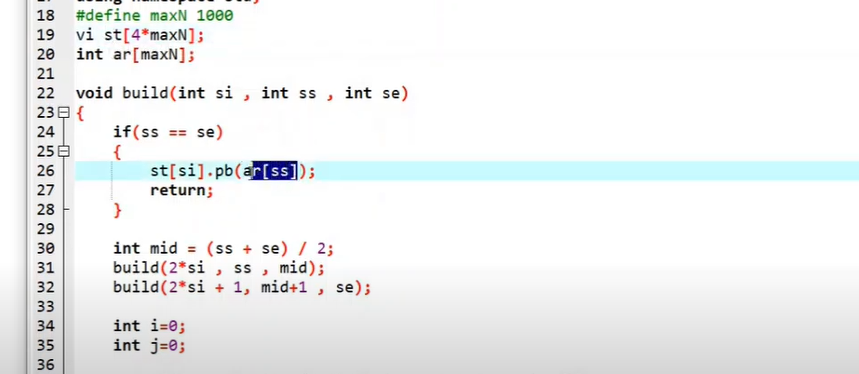 18 #define maxN 1000
19 vi st[4*maxN];
20 int ar[maxN];
21
22 void build(int si , int ss , int se)
23 {
24 if(ss == se)
25 {
26 st[si].pb(ar[ss]);
27 return;
28 }
29
30 int mid = (ss + se) / 2;
31 build(2*si , ss , mid);
32 build(2*si + 1, mid+1 , se);
33
34 int i=0;
35 int j=0;
36